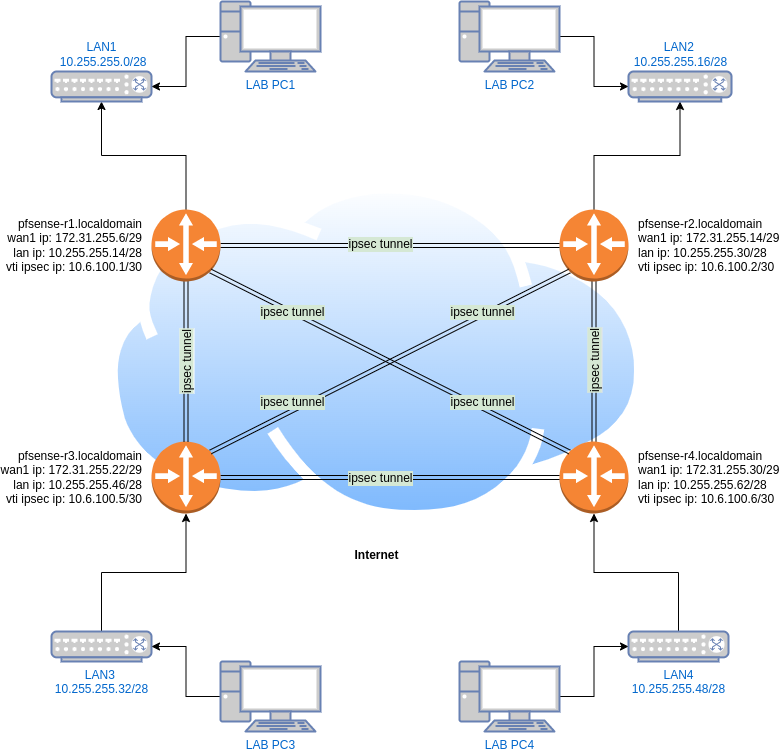 LAN1
10.255.255.0/28
LAB PC1
LAB PC2
LAN2
10.255.255.16/28
pfsense-r1.localdomain
wan1 ip: 172.31.255.6/29
lan ip: 10.255.255.14/28
vti ipsec ip: 10.6.100.1/30
ipsec tunnel
pfsense-r2.localdomain
wan1 ip: 172.31.255.14/29
lan ip: 10.255.255.30/28
vti ipsec ip: 10.6.100.2/30
ipsec tunnel
ipsec tunnel
ipsec tunnel
ipsec tunnel
ipsec tunnel
ipsec tunnel
pfsense-r3.localdomain
wan1 ip: 172.31.255.22/29
lan ip: 10.255.255.46/28
vti ipsec ip: 10.6.100.5/30
ipsec tunnel
pfsense-r4.localdomain
wan1 ip: 172.31.255.30/29
lan ip: 10.255.255.62/28
vti ipsec ip: 10.6.100.6/30
Internet
LAN3
10.255.255.32/28
LAB PC3
LAB PC4
LAN4
10.255.255.48/28